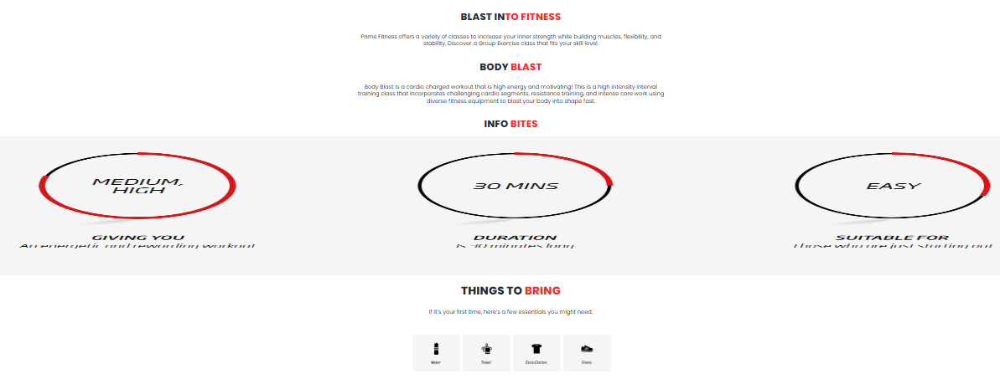 BLAST INTO FITNESS
Prime Fitness offers a variety of classes to increase your inner strength while building muscles, flexibility, and
stability. Discover a Group Exercise class that fits your skill level.
BODY BLAST
Body Blast is a cardio charged workout that is high energy and motivating! This is a high intensity interval
training class that incorporates challenging cardio segments, resistance training, and intense core work using
diverse fitness equipment to blast your body into shape fast.
INFO BITES
MEDIUM,
HIGH
30 MINS
EASY
GIVING YOU
DURATION
SUITABLE FOR
An energetic and rewarding workout
Is 30 minutes long
Those who are just starting out
THINGS TO BRING
If it's your first time, here's a few essentials you might need.
Water
Towel
Extra Clothes
Shoes